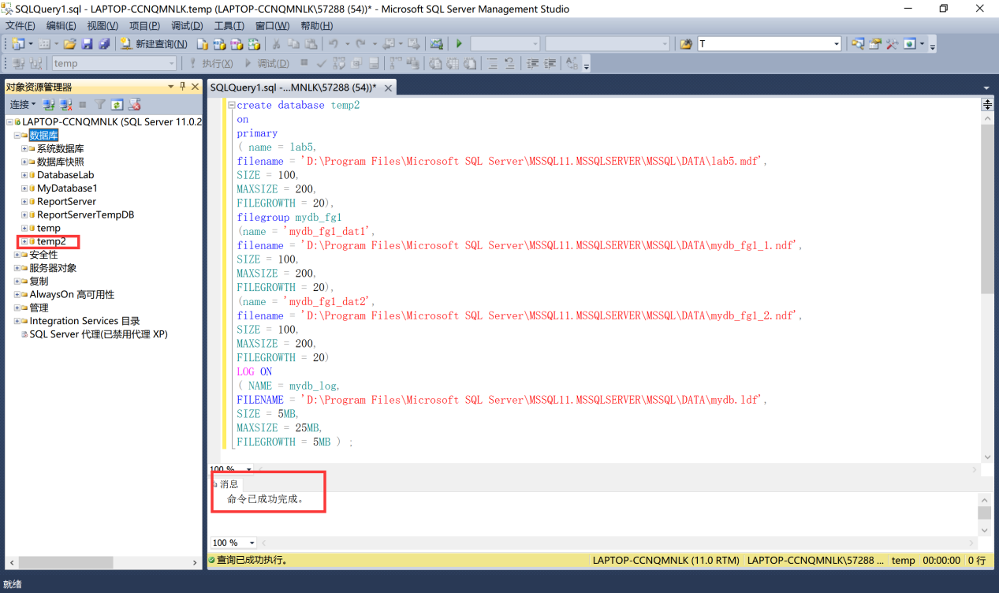 SQLQuery1.sql - LAPTOP-CCNQMNLK.temp (LAPTOP-CCNQMNLK\57288 (54))* - Microsoft SQL Server Management Studio
文件(F) 编辑(E) 视图(V) 项目(P) 调试(D) 工具(T) 窗口(W) 帮助(H)
新建查询(N) T
temp 执行(X) 调试(D)
对象资源管理器
连接
LAPTOP-CCNQMNLK (SQL Server 11.0.2
数据库
系统数据库
数据库快照
DatabaseLab
MyDatabase1
ReportServer
ReportServerTempDB
temp
temp2
安全性
服务器对象
复制
AlwaysOn 高可用性
管理
Integration Services 目录
SQL Server 代理(已禁用代理 XP)
SQLQuery1.sql -...MNLK\57288 (54))*
create database temp2
on
primary
( name = lab5,
filename = 'D:\Program Files\Microsoft SQL Server\MSSQL11.MSSQLSERVER\MSSQL\DATA\lab5.mdf',
SIZE = 100,
MAXSIZE = 200,
FILEGROWTH = 20),
filegroup mydb_fg1
(name = 'mydb_fg1_dat1',
filename = 'D:\Program Files\Microsoft SQL Server\MSSQL11.MSSQLSERVER\MSSQL\DATA\mydb_fg1_1.ndf',
SIZE = 100,
MAXSIZE = 200,
FILEGROWTH = 20),
(name = 'mydb_fg1_dat2',
filename = 'D:\Program Files\Microsoft SQL Server\MSSQL11.MSSQLSERVER\MSSQL\DATA\mydb_fg1_2.ndf',
SIZE = 100,
MAXSIZE = 200,
FILEGROWTH = 20)
LOG ON
( NAME = mydb_log,
FILENAME = 'D:\Program Files\Microsoft SQL Server\MSSQL11.MSSQLSERVER\MSSQL\DATA\mydb.ldf',
SIZE = 5MB,
MAXSIZE = 25MB,
FILEGROWTH = 5MB ) ;
100 %
消息
命令已成功完成。
100 %
查询已成功执行。 LAPTOP-CCNQMNLK (11.0 RTM) LAPTOP-CCNQMNLK\57288 ... temp 00:00:00 0 行
就绪